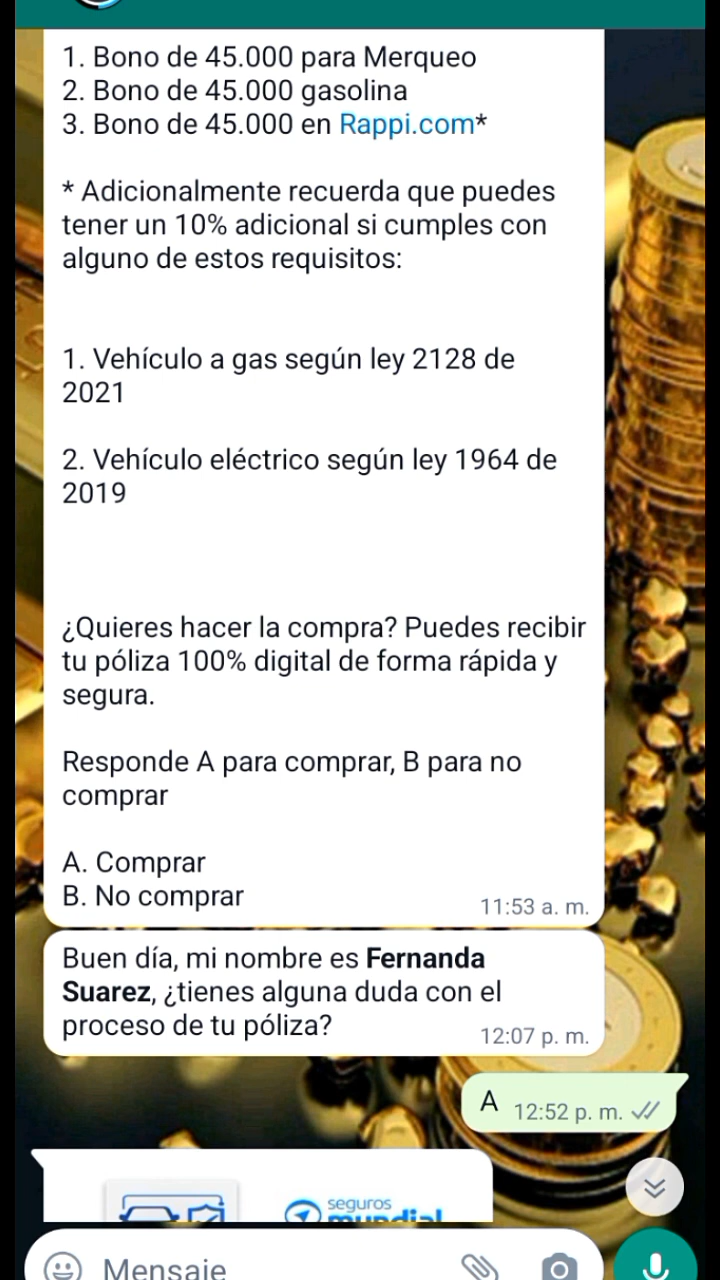 1. Bono de 45.000 para Merqueo
2. Bono de 45.000 gasolina
3. Bono de 45.000 en Rappi.com*
* Adicionalmente recuerda que puedes
tener un 10% adicional si cumples con
alguno de estos requisitos:
1. Vehículo a gas según ley 2128 de
2021
2. Vehículo eléctrico según ley 1964 de
2019
¿Quieres hacer la compra? Puedes recibir
tu póliza 100% digital de forma rápida y
segura.
Responde A para comprar, B para no
comprar
A. Comprar
B. No comprar
11:53 a. m.
Buen día, mi nombre es Fernanda
Suarez, ¿tienes alguna duda con el
proceso de tu póliza?
12:07 p. m.
A 12:52 p. m.
seguros
mundial
Mensaje